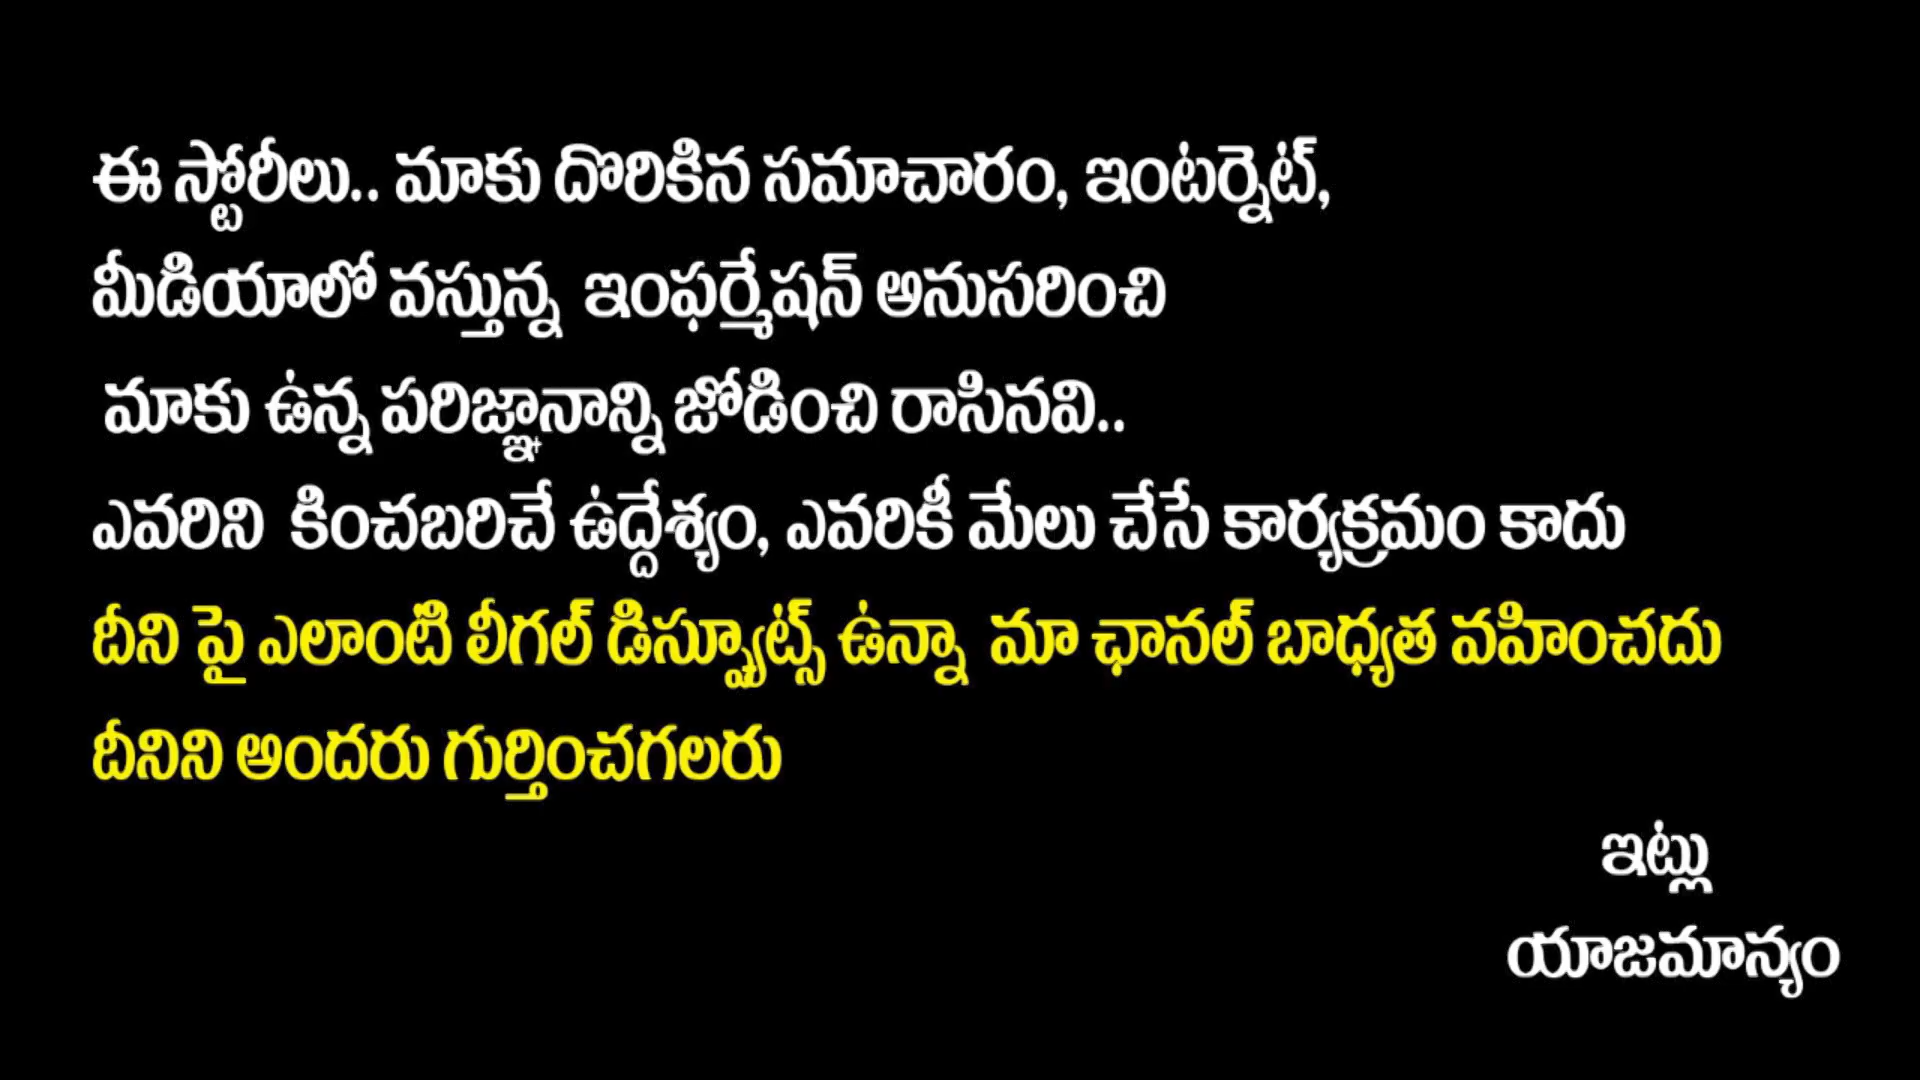 ఈ స్టోరీలు.. మాకు దొరికిన సమాచారం, ఇంటర్నెట్,
మీడియాలో వస్తున్న ఇంఫర్మేషన్ అనుసరించి
మాకు ఉన్న పరిజ్ఞానాన్ని జోడించి రాసినవి..
ఎవరిని కించబరిచే ఉద్దేశ్యం, ఎవరికీ మేలు చేసే కార్యక్రమం కాదు
దీని పై ఎలాంటి లీగల్ డిస్ప్యూట్స్ ఉన్నా మా ఛానల్ బాధ్యత వహించదు
దీనిని అందరు గుర్తించగలరు
ఇట్లు
యాజమాన్యం